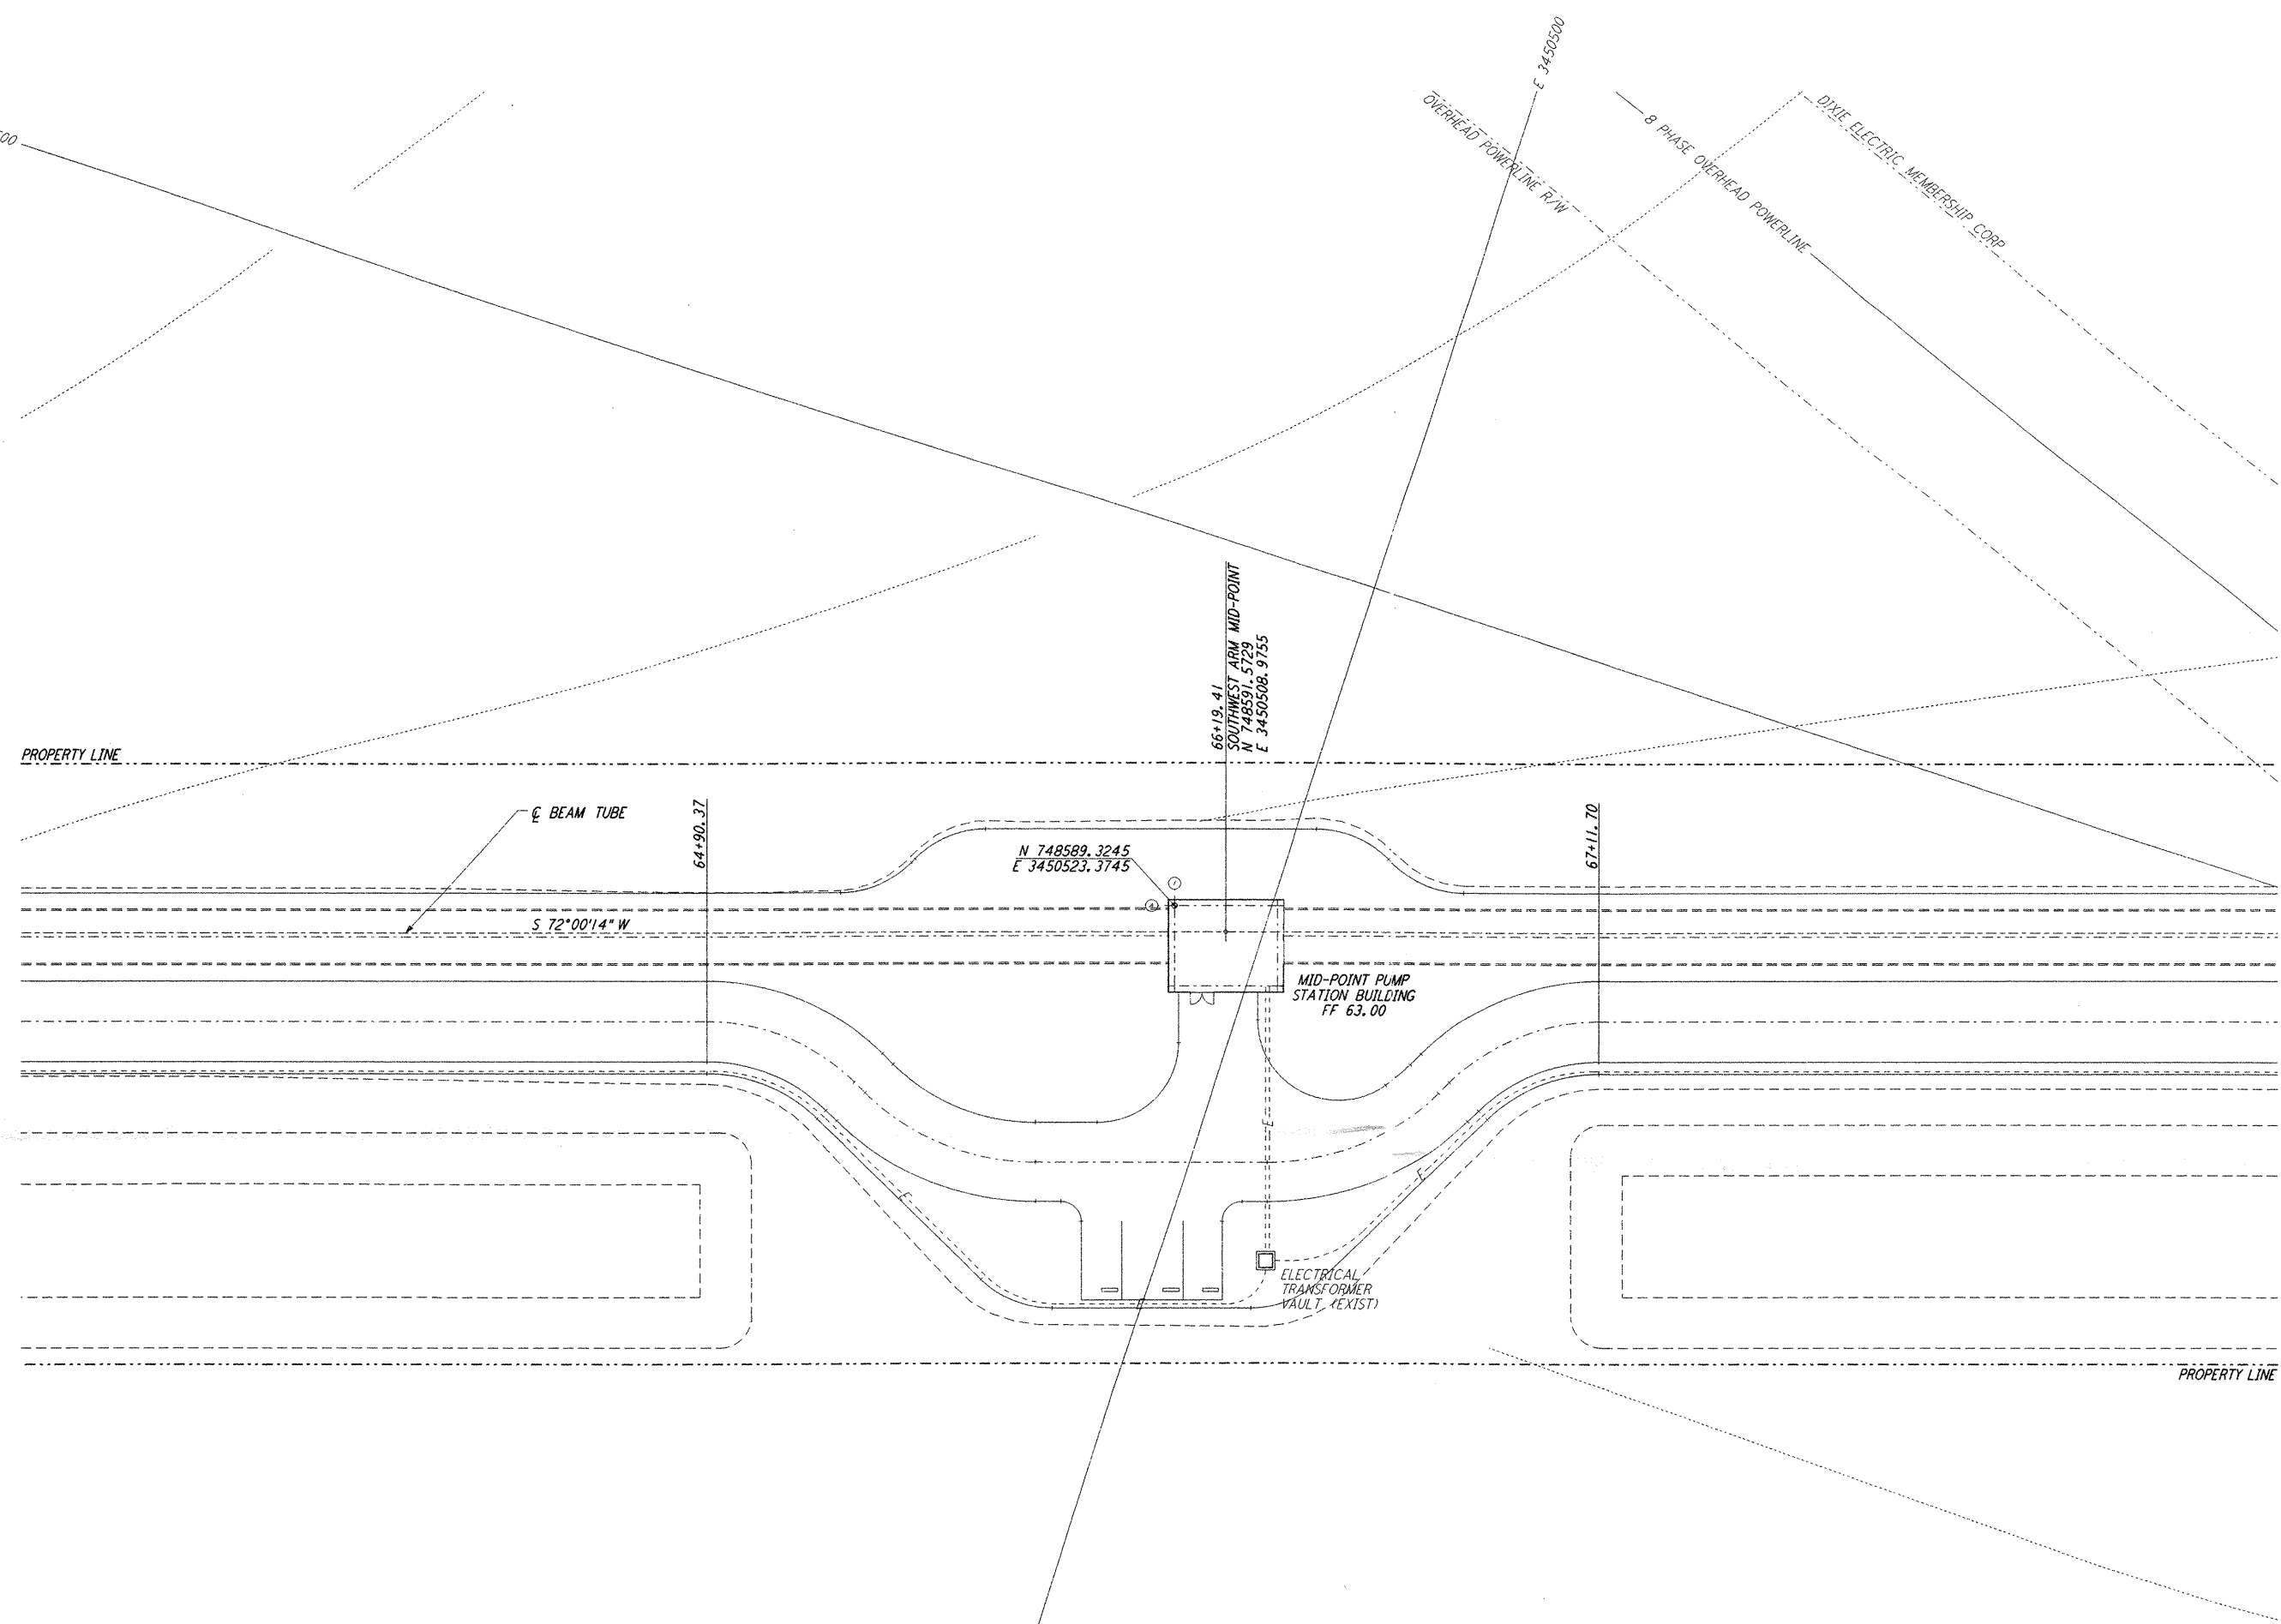 E 3450500
00
OVERHEAD POWERLINE R/W
8 PHASE OVERHEAD POWERLINE
DIXIE ELECTRIC MEMBERSHIP CORP
66+19.41
SOUTHWEST ARM MID-POINT
N 748591.5729
E 3450508.9755
PROPERTY LINE
℄ BEAM TUBE
64+90.37
67+11.70
N 748589.3245
E 3450523.3745
S 72°00'14" W
MID-POINT PUMP
STATION BUILDING
FF 63.00
E
E
E
E
ELECTRICAL
TRANSFORMER
VAULT (EXIST)
PROPERTY LINE